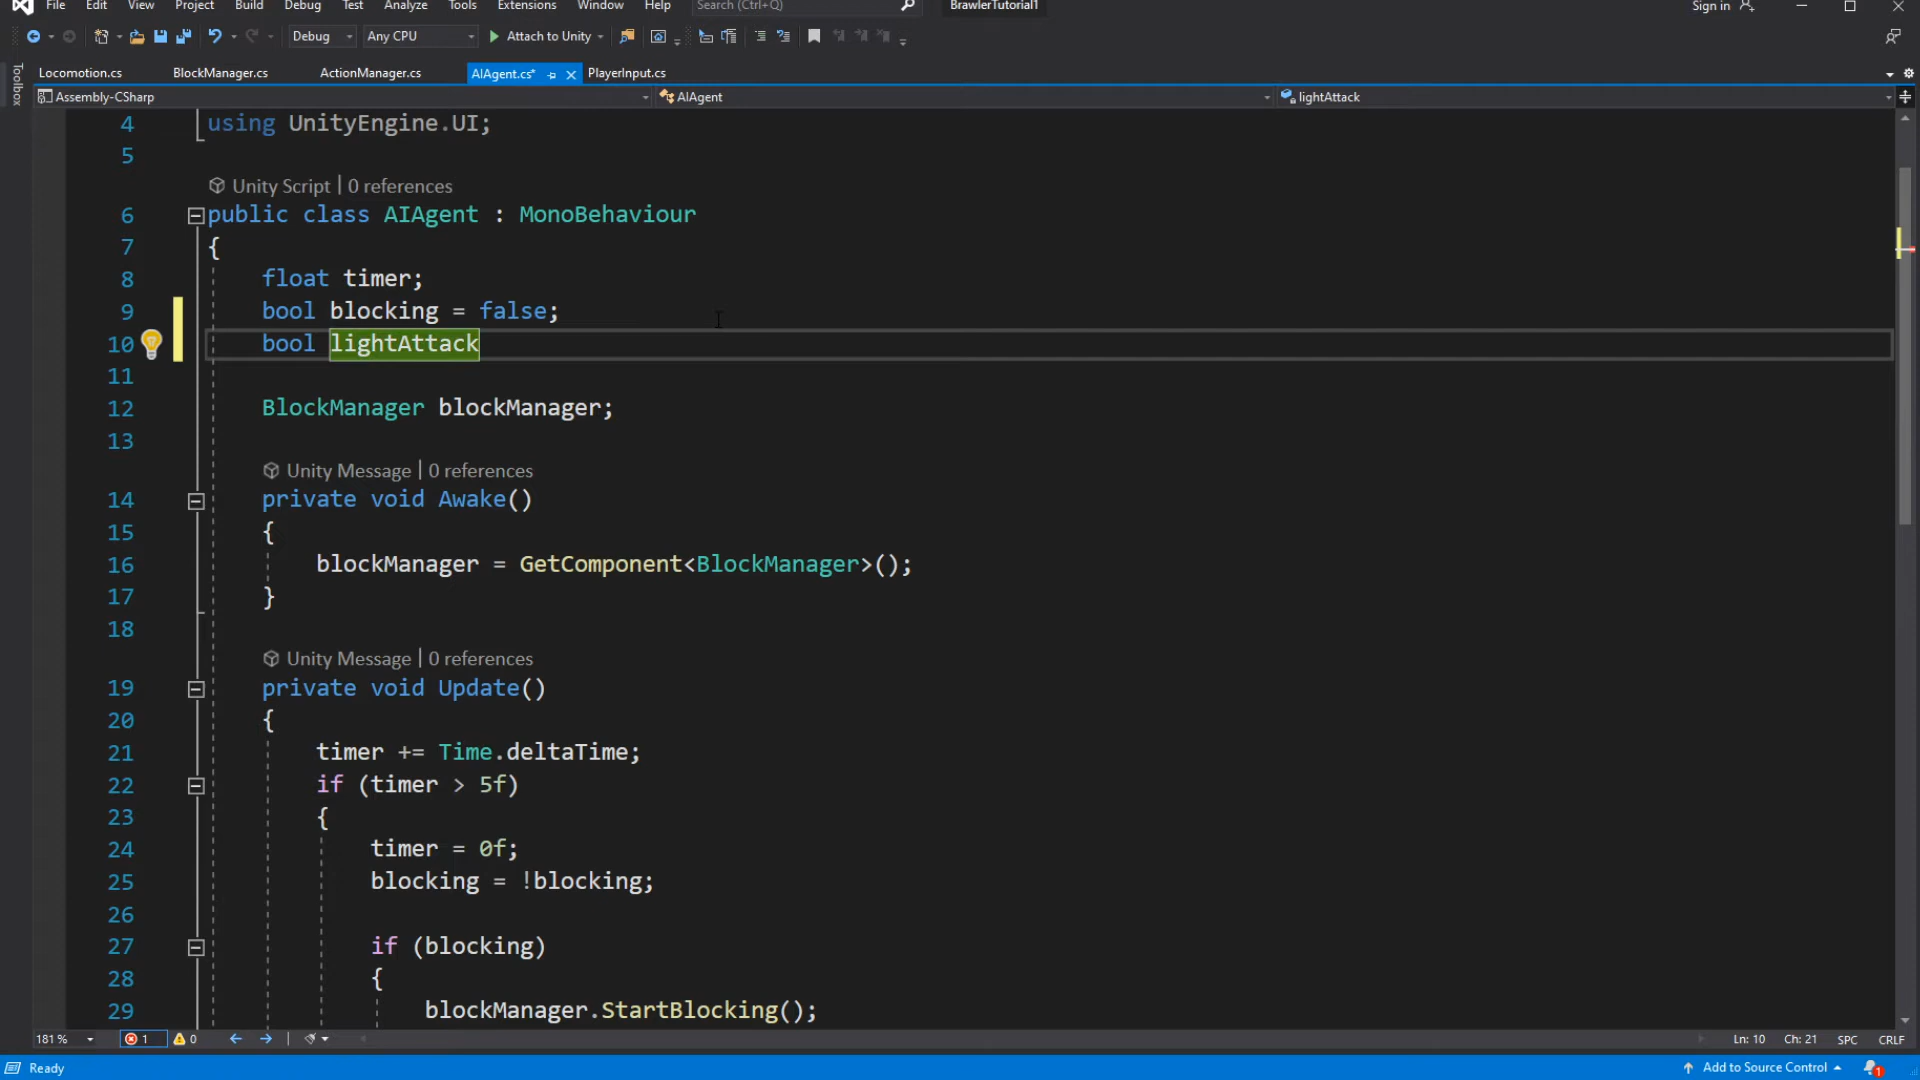 File Edit View Project Build Debug Test Analyze Tools Extensions Window Help Search (Ctrl+Q) BrawlerTutorial1 Sign in
Debug Any CPU Attach to Unity
Toolbox
Locomotion.cs BlockManager.cs ActionManager.cs AIAgent.cs* PlayerInput.cs
Assembly-CSharp AIAgent lightAttack
4 using UnityEngine.UI;
5
Unity Script | 0 references
6 public class AIAgent : MonoBehaviour
7 {
8 float timer;
9 bool blocking = false;
10 bool lightAttack
11
12 BlockManager blockManager;
13
Unity Message | 0 references
14 private void Awake()
15 {
16 blockManager = GetComponent<BlockManager>();
17 }
18
Unity Message | 0 references
19 private void Update()
20 {
21 timer += Time.deltaTime;
22 if (timer > 5f)
23 {
24 timer = 0f;
25 blocking = !blocking;
26
27 if (blocking)
28 {
29 blockManager.StartBlocking();
181 % 1 0 Ln: 10 Ch: 21 SPC CRLF
Ready Add to Source Control 1